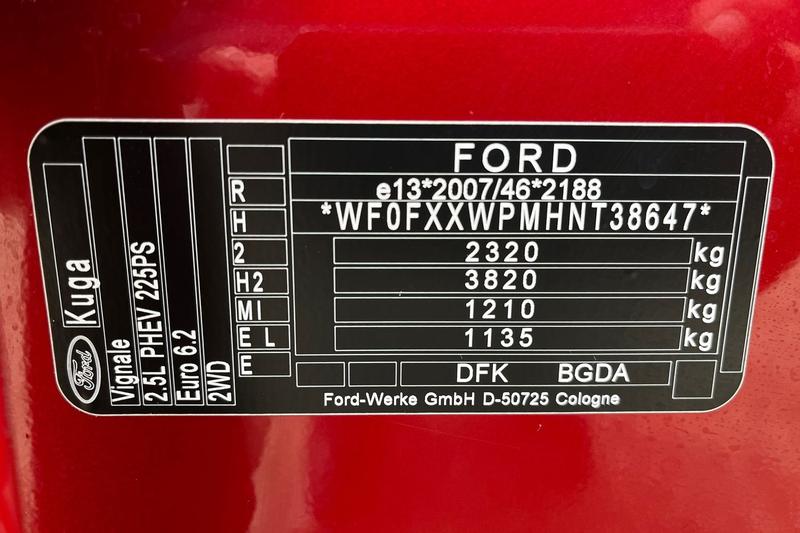 FORD
e13*2007/46*2188
*WF0FXXWPMHNT38647*
2320 kg
3820 kg
1210 kg
1135 kg
DFK BGDA
Ford-Werke GmbH D-50725 Cologne
R
H
2
H2
MI
E L
E
Ford
Kuga
Vignale
2.5L PHEV 225PS
Euro 6.2
2WD